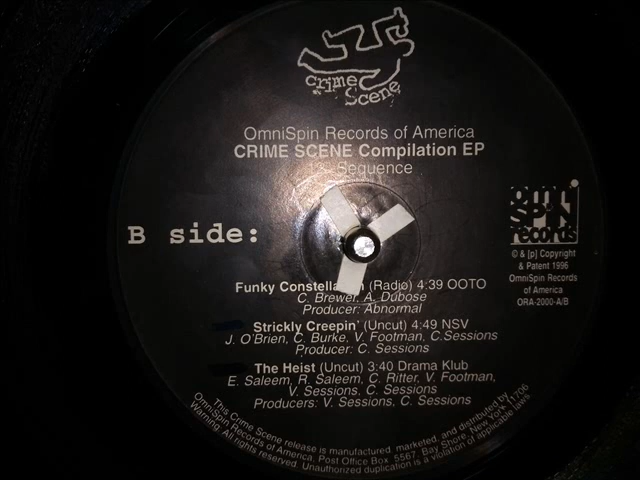 Crime
Scene
OmniSpin Records of America
CRIME SCENE Compilation EP
Sequence
B side:
omni
SPIN
records
© & [p] Copyright
& Patent 1996
OmniSpin Records
of America
ORA-2000-A/B
Funky (Radio) 4:39 OOTO
C. Brewer, A. Dubose
Producer: Abnormal
Strickly Creepin' (Uncut) 4:49 NSV
J. O'Brien, C. Burke, V. Footman, C.Sessions
Producer: C. Sessions
The Heist (Uncut) 3:40 Drama Klub
E. Saleem, R. Saleem, C. Ritter, V. Footman,
V. Sessions, C. Sessions
Producers: V. Sessions, C. Sessions
This Crime Scene release is manufactured, marketed, and distributed by
OmniSpin Records of America, Post Office Box 5567, Bay Shore, New York 11706
Warning. All rights reserved. Unauthorized duplication is a violation of applicable laws